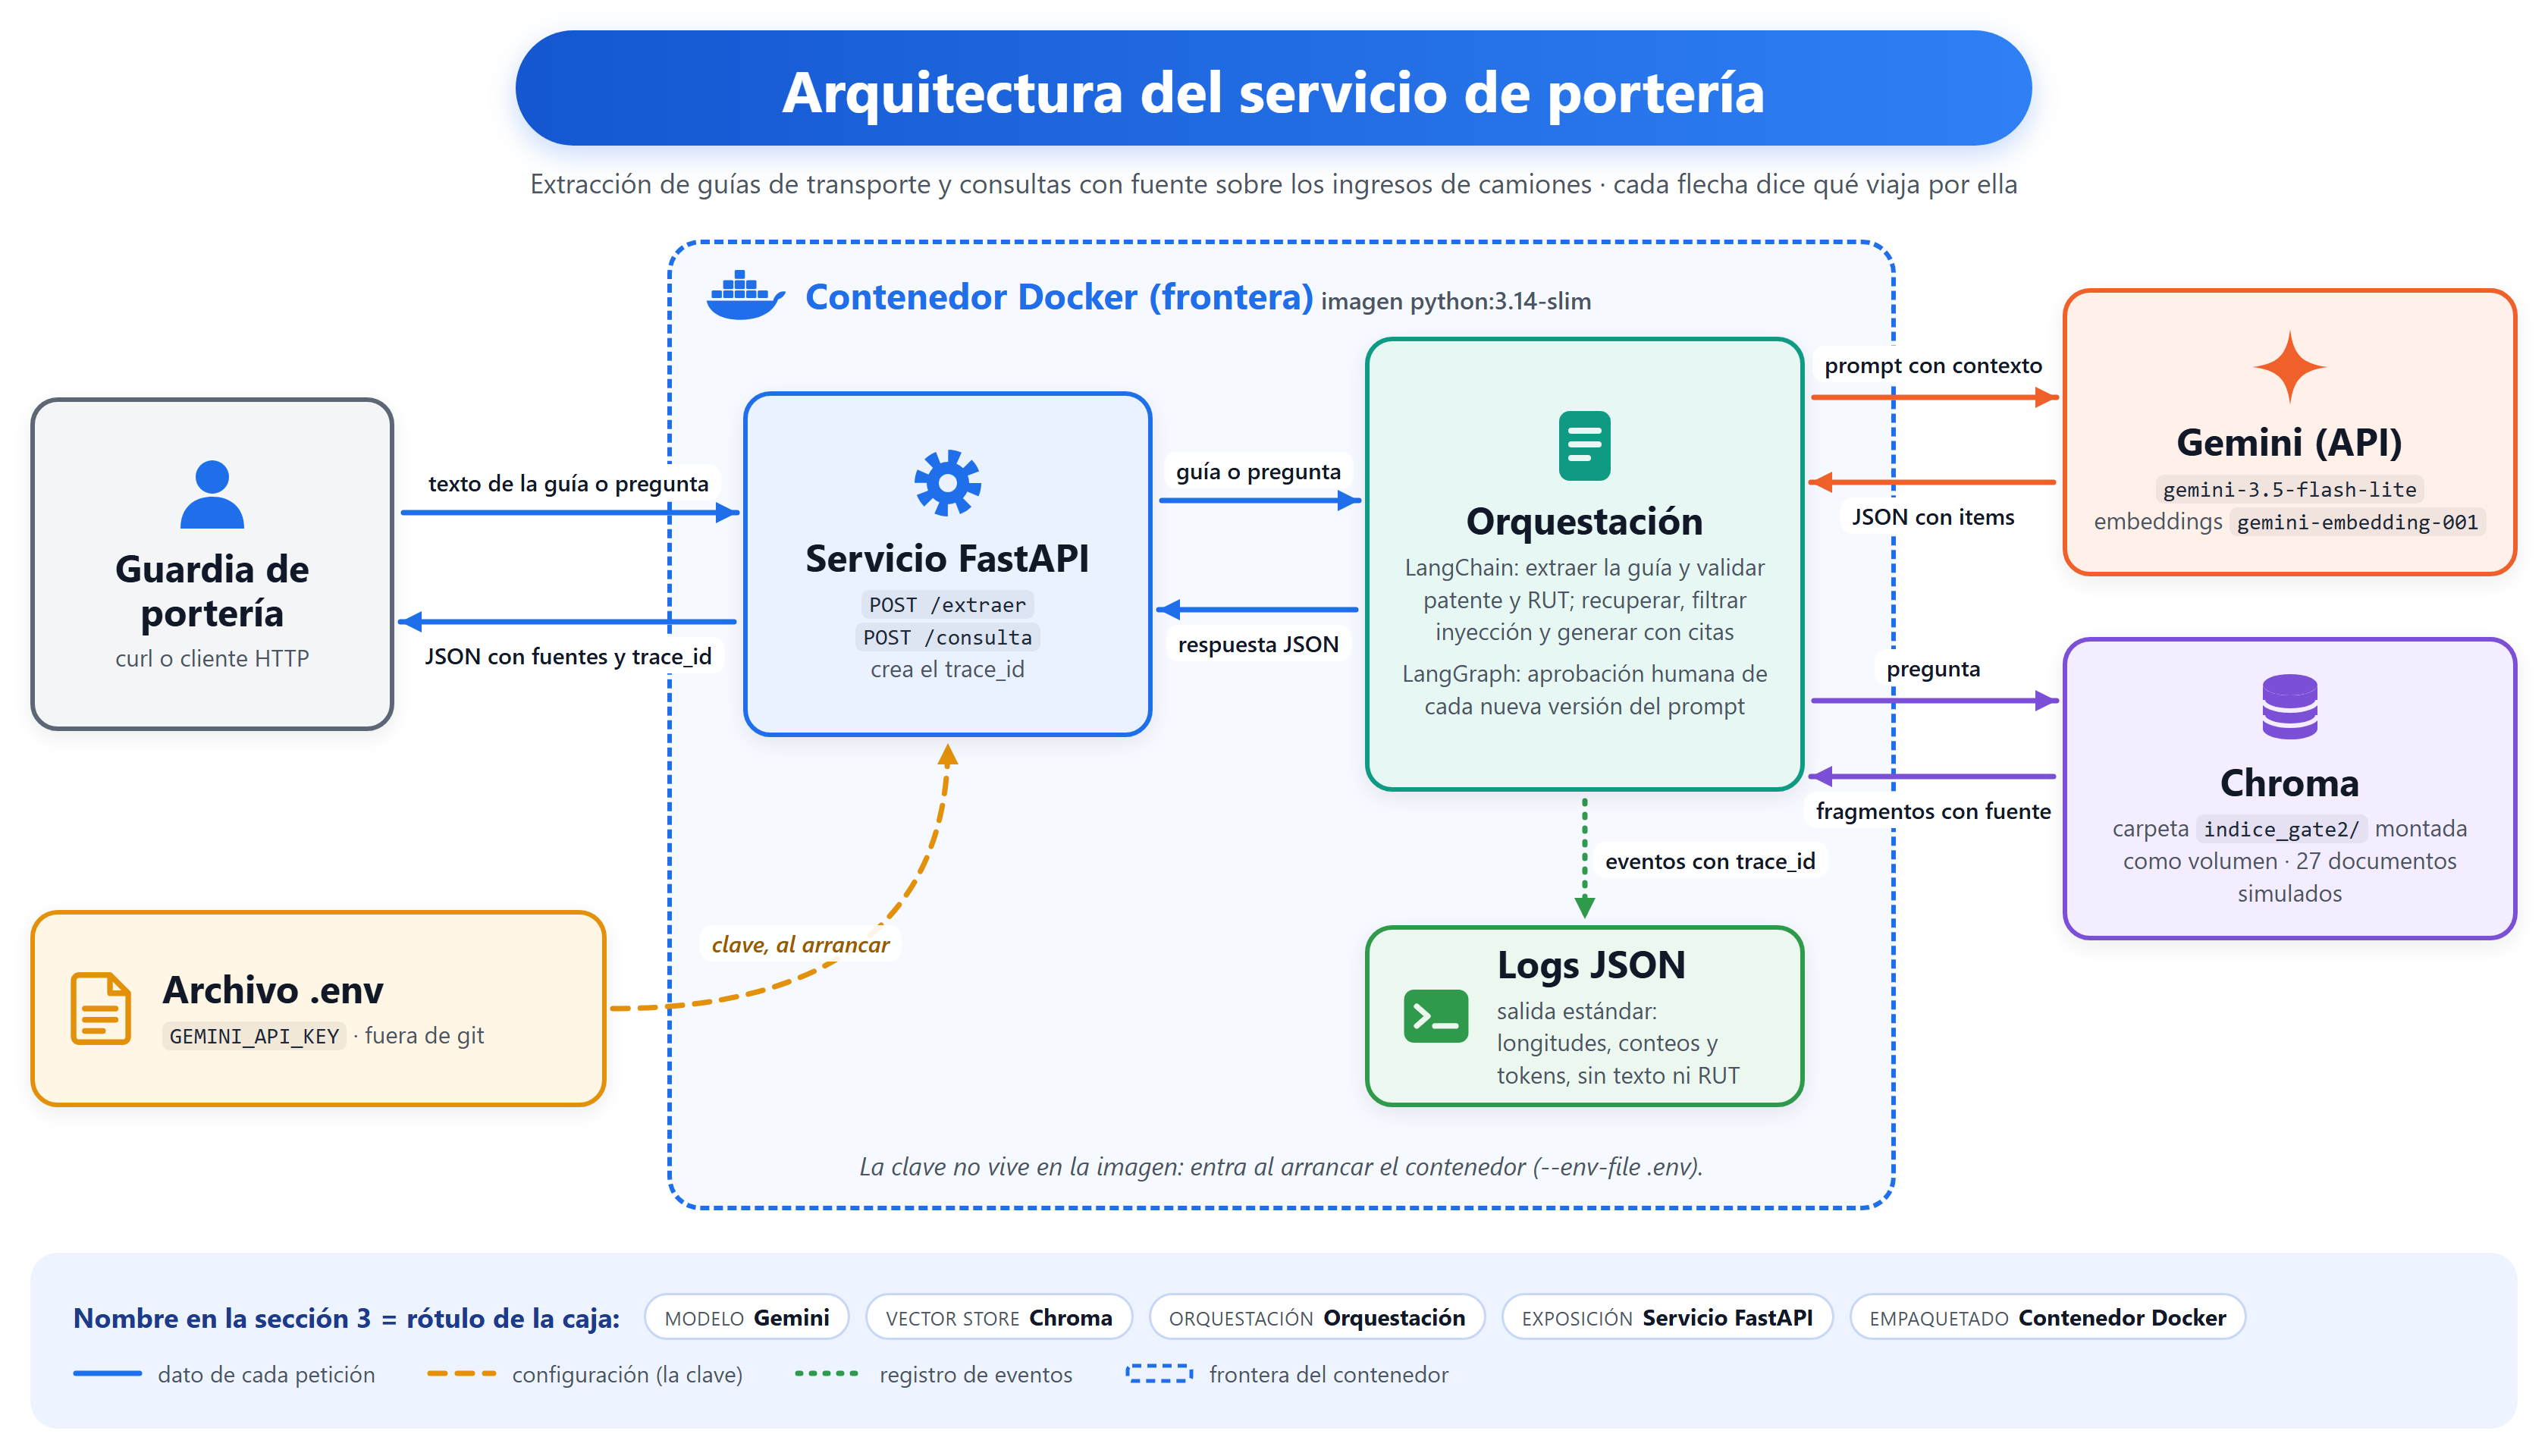 Arquitectura del servicio de portería
Extracción de guías de transporte y consultas con fuente sobre los ingresos de camiones · cada flecha dice qué viaja por ella
Contenedor Docker (frontera) imagen python:3.14-slim
Guardia de
portería
curl o cliente HTTP
texto de la guía o pregunta
JSON con fuentes y trace_id
Servicio FastAPI
POST /extraer
POST /consulta
crea el trace_id
guía o pregunta
respuesta JSON
Orquestación
LangChain: extraer la guía y validar
patente y RUT; recuperar, filtrar
inyección y generar con citas
LangGraph: aprobación humana de
cada nueva versión del prompt
prompt con contexto
JSON con items
Gemini (API)
gemini-3.5-flash-lite
embeddings gemini-embedding-001
pregunta
fragmentos con fuente
Chroma
carpeta indice_gate2/ montada
como volumen · 27 documentos
simulados
eventos con trace_id
clave, al arrancar
Archivo .env
GEMINI_API_KEY · fuera de git
Logs JSON
salida estándar:
longitudes, conteos y
tokens, sin texto ni RUT
La clave no vive en la imagen: entra al arrancar el contenedor (--env-file .env).
Nombre en la sección 3 = rótulo de la caja:
MODELO Gemini
VECTOR STORE Chroma
ORQUESTACIÓN Orquestación
EXPOSICIÓN Servicio FastAPI
EMPAQUETADO Contenedor Docker
dato de cada petición
configuración (la clave)
registro de eventos
frontera del contenedor